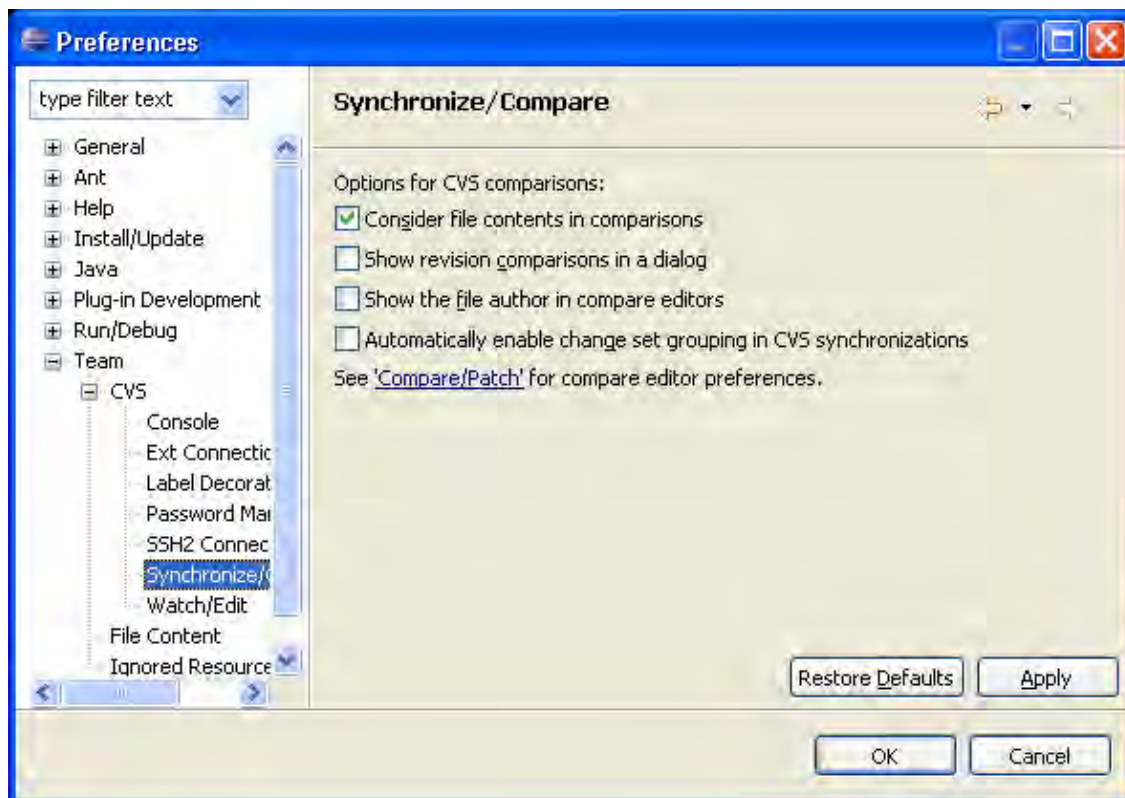 Preferences
type filter text
General
Ant
Help
Install/Update
Java
Plug-in Development
Run/Debug
Team
CVS
Console
Ext Connectic
Label Decorat
Password Mar
SSH2 Connec
Synchronize/C
Watch/Edit
File Content
Ignored Resource
Synchronize/Compare
Options for CVS comparisons:
Consider file contents in comparisons
Show revision comparisons in a dialog
Show the file author in compare editors
Automatically enable change set grouping in CVS synchronizations
See 'Compare/Patch' for compare editor preferences.
Restore Defaults
Apply
OK
Cancel